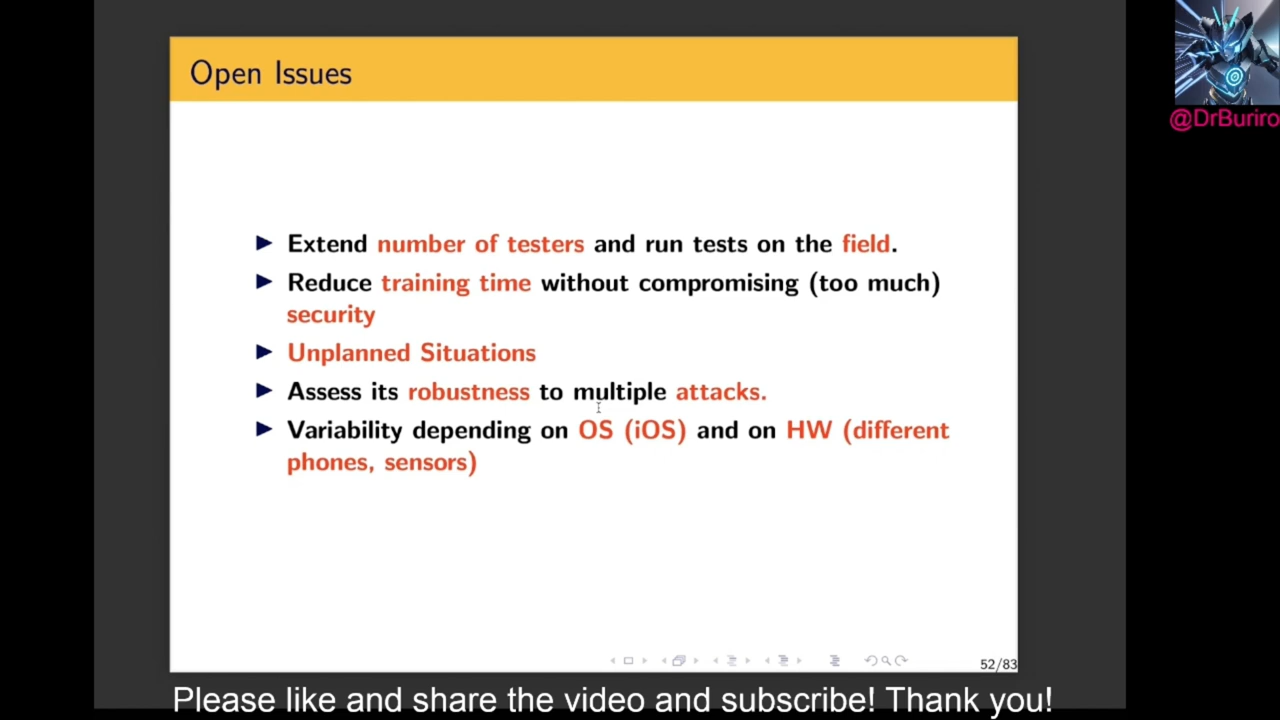 Open Issues
@DrBuriro
Extend number of testers and run tests on the field.
Reduce training time without compromising (too much)
security
Unplanned Situations
Assess its robustness to multiple attacks.
Variability depending on OS (iOS) and on HW (different
phones, sensors)
52/83
Please like and share the video and subscribe! Thank you!